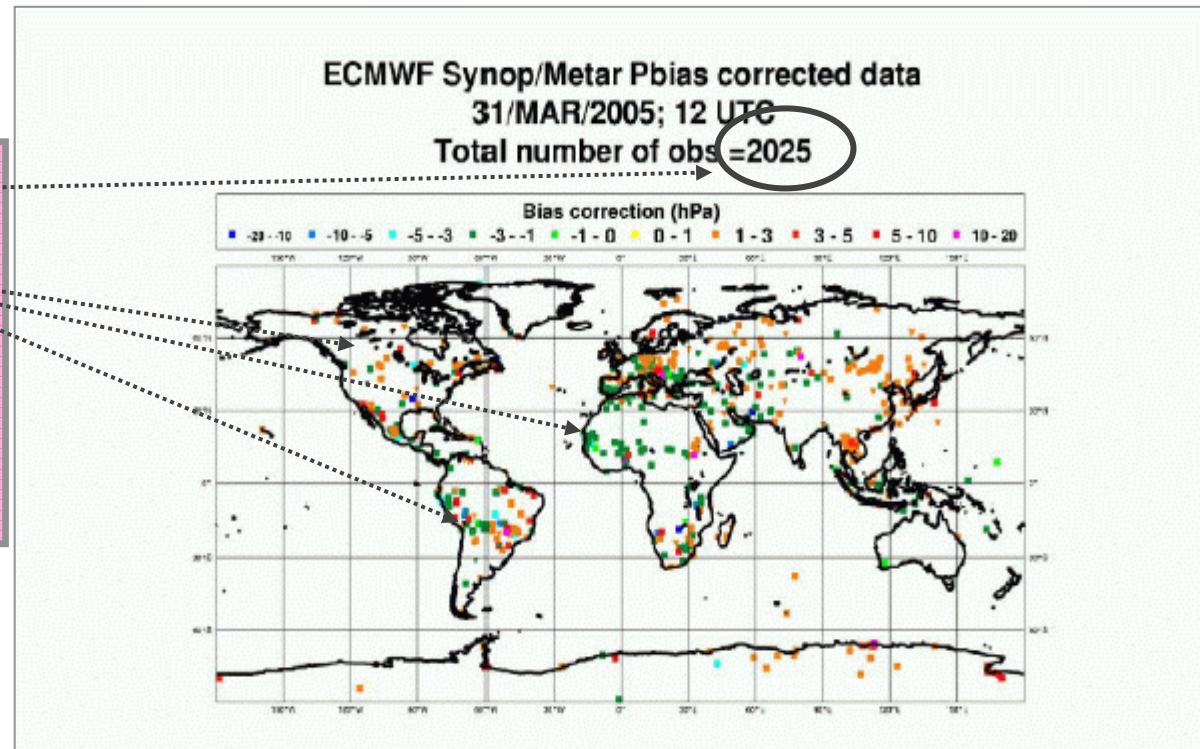 ECMWF Synop/Metar Pbias corrected data
31/MAR/2005; 12 UTC
Total number of obs =2025
Bias correction (hPa)
-20 - -10 -10 - -5 -5 - -3 -3 - -1 -1 - 0 0 - 1 1 - 3 3 - 5 5 - 10 10 - 20